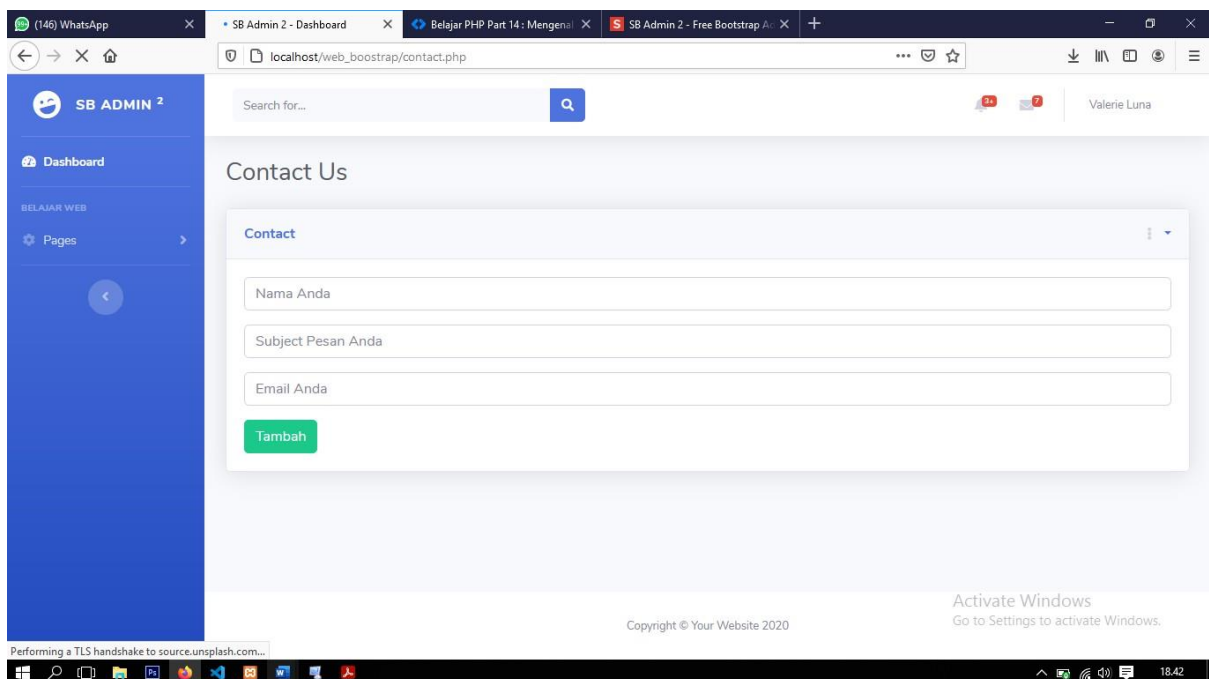 (146) WhatsApp
SB Admin 2 - Dashboard
Belajar PHP Part 14 : Mengenal
SB Admin 2 - Free Bootstrap Ad
localhost/web_boostrap/contact.php
SB ADMIN 2
Search for...
3+
7
Valerie Luna
Dashboard
Contact Us
BELAJAR WEB
Pages
Contact
Nama Anda
Subject Pesan Anda
Email Anda
Tambah
Activate Windows
Go to Settings to activate Windows.
Copyright © Your Website 2020
Performing a TLS handshake to source.unsplash.com...
18.42